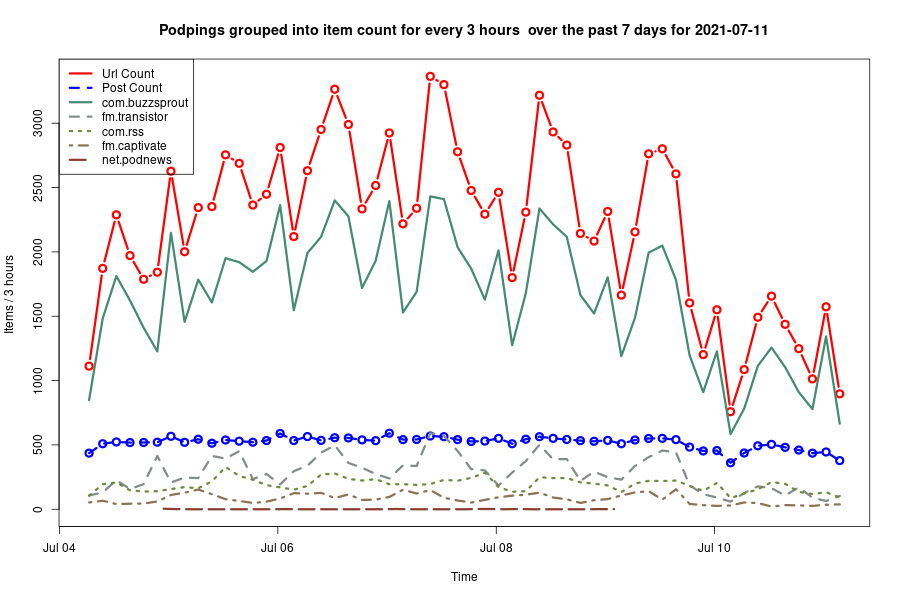 Podpings grouped into item count for every 3 hours  over the past 7 days for 2021-07-11
Url Count
Post Count
com.buzzsprout
fm.transistor
com.rss
fm.captivate
net.podnews
Items / 3 hours
3000
2500
2000
1500
1000
500
0
Jul 04
Jul 06
Jul 08
Jul 10
Time